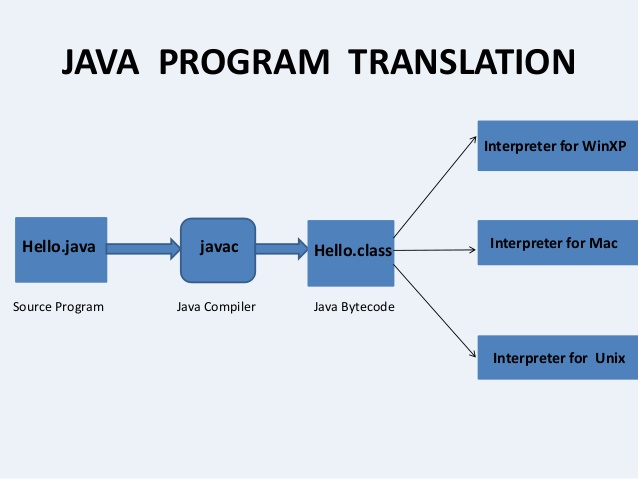 JAVA PROGRAM TRANSLATION
Interpreter for WinXP
Hello.java
javac
Hello.class
Interpreter for Mac
Source Program
Java Compiler
Java Bytecode
Interpreter for Unix